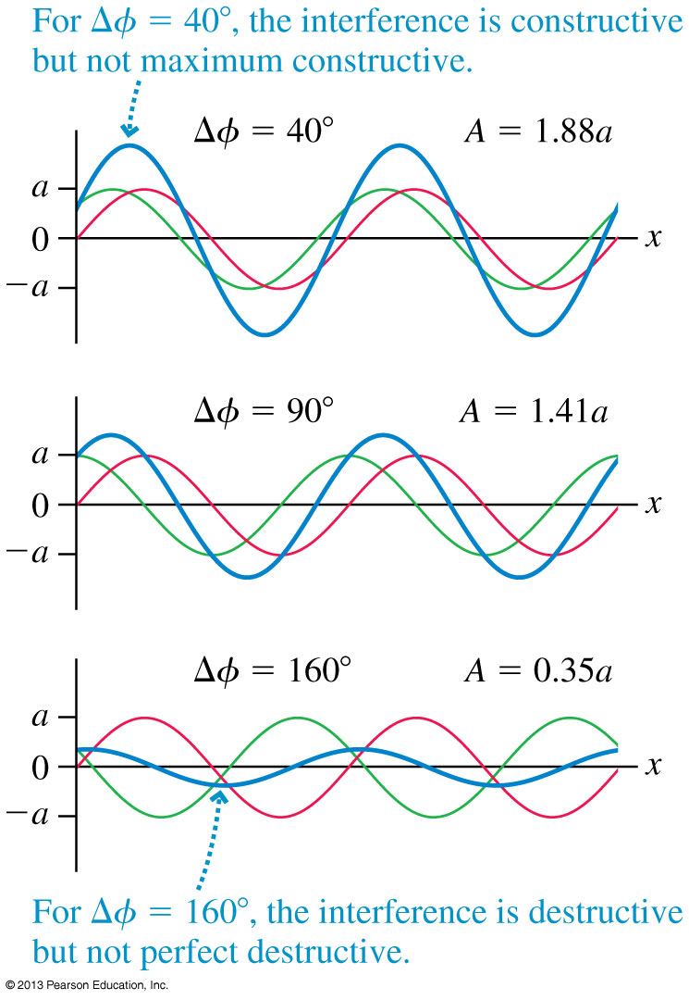 For Δϕ = 40°, the interference is constructive
but not maximum constructive.
Δϕ = 40° A = 1.88a
a
0 x
−a
Δϕ = 90° A = 1.41a
a
0 x
−a
Δϕ = 160° A = 0.35a
a
0 x
−a
For Δϕ = 160°, the interference is destructive
but not perfect destructive.
© 2013 Pearson Education, Inc.